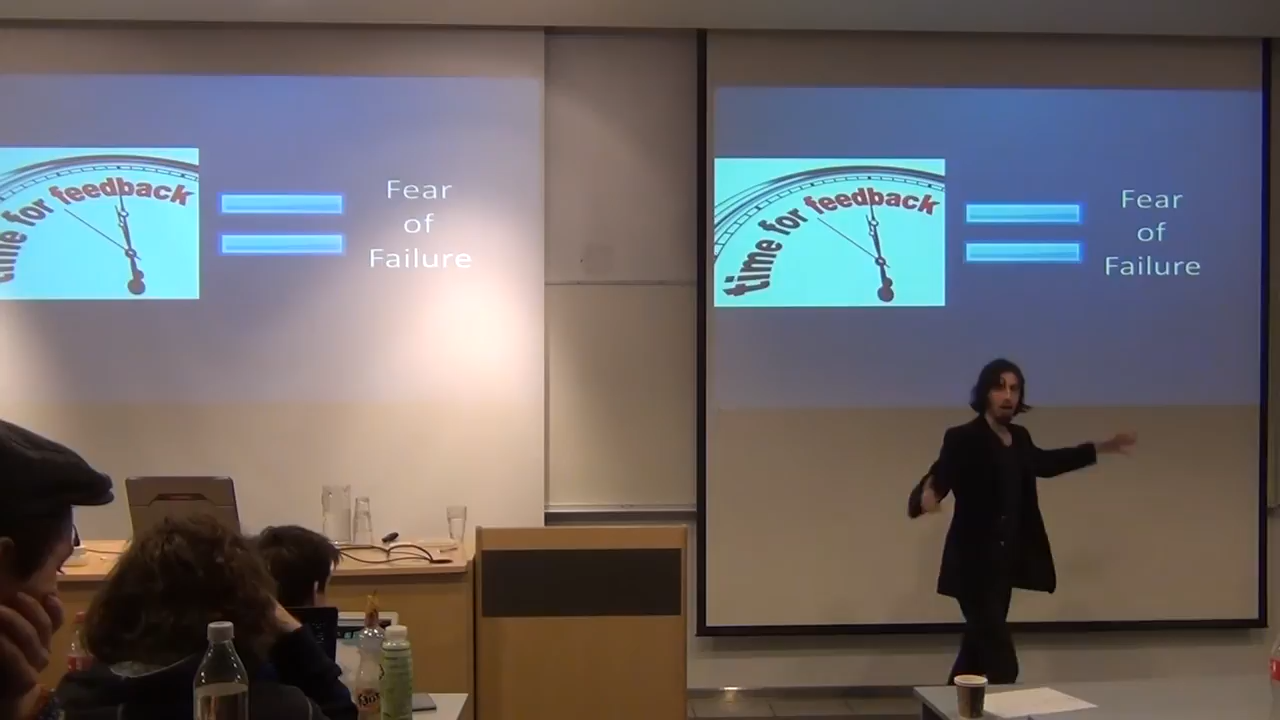 time for feedback
Fear
of
Failure
time for feedback
Fear
of
Failure